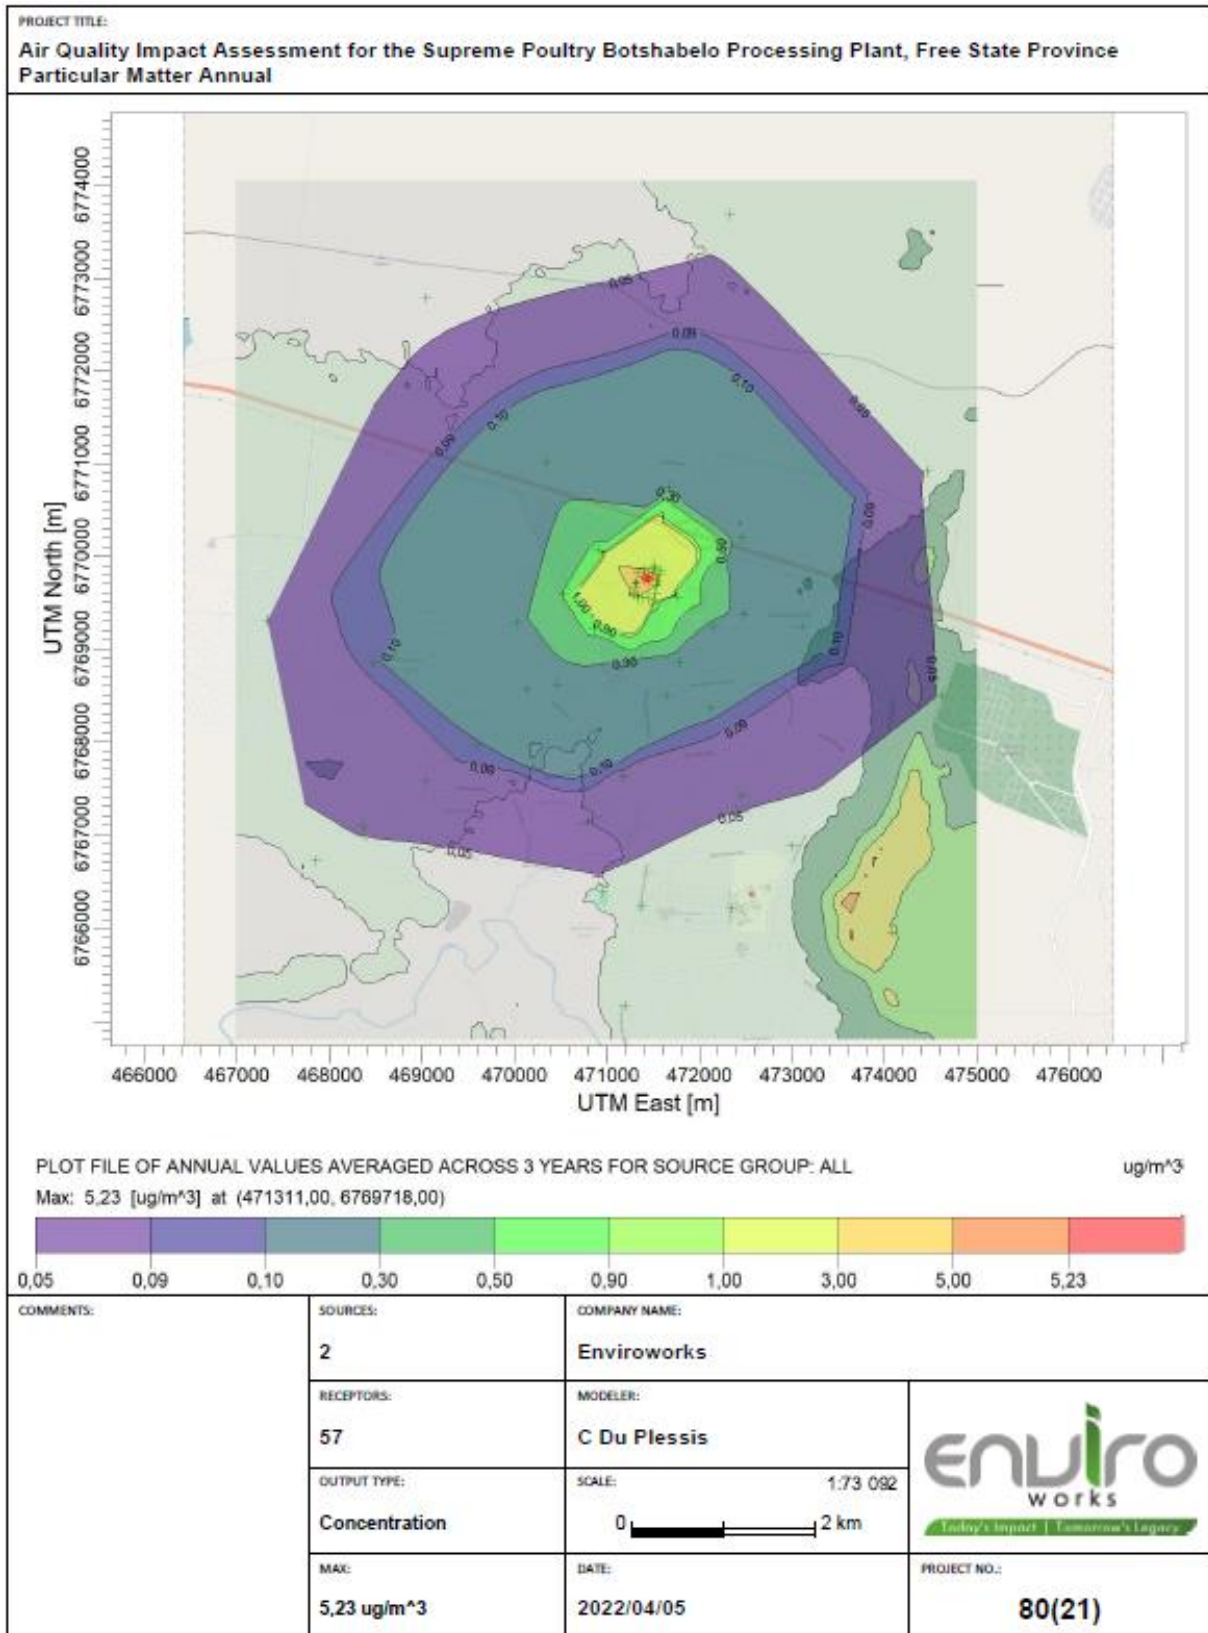 PROJECT TITLE:
Air Quality Impact Assessment for the Supreme Poultry Botshabelo Processing Plant, Free State Province
Particular Matter Annual
UTM North [m]
6774000
6773000
6772000
6771000
6770000
6769000
6768000
6767000
6766000
0,05
0,09
0,10
0,05
0,10
0,09
0,30
0,09
0,50
1,00
0,90
0,10
0,10
0,30
0,05
0,09
0,09
0,10
0,05
0,05
466000 467000 468000 469000 470000 471000 472000 473000 474000 475000 476000
UTM East [m]
PLOT FILE OF ANNUAL VALUES AVERAGED ACROSS 3 YEARS FOR SOURCE GROUP: ALL
ug/m^3
Max: 5,23 [ug/m^3] at (471311,00, 6769718,00)
0,05 0,09 0,10 0,30 0,50 0,90 1,00 3,00 5,00 5,23
COMMENTS:
SOURCES:
2
COMPANY NAME:
Enviroworks
RECEPTORS:
57
MODELER:
C Du Plessis
OUTPUT TYPE:
Concentration
SCALE:
1:73 092
0
2 km
enviro
works
Today's Impact | Tomorrow's Legacy
MAX:
5,23 ug/m^3
DATE:
2022/04/05
PROJECT NO.:
80(21)